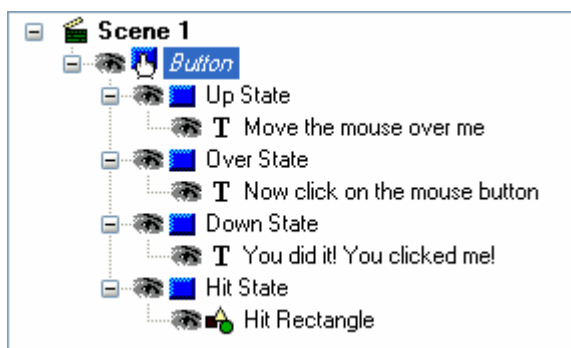 Scene 1
Button
Up State
T Move the mouse over me
Over State
T Now click on the mouse button
Down State
T You did it! You clicked me!
Hit State
Hit Rectangle